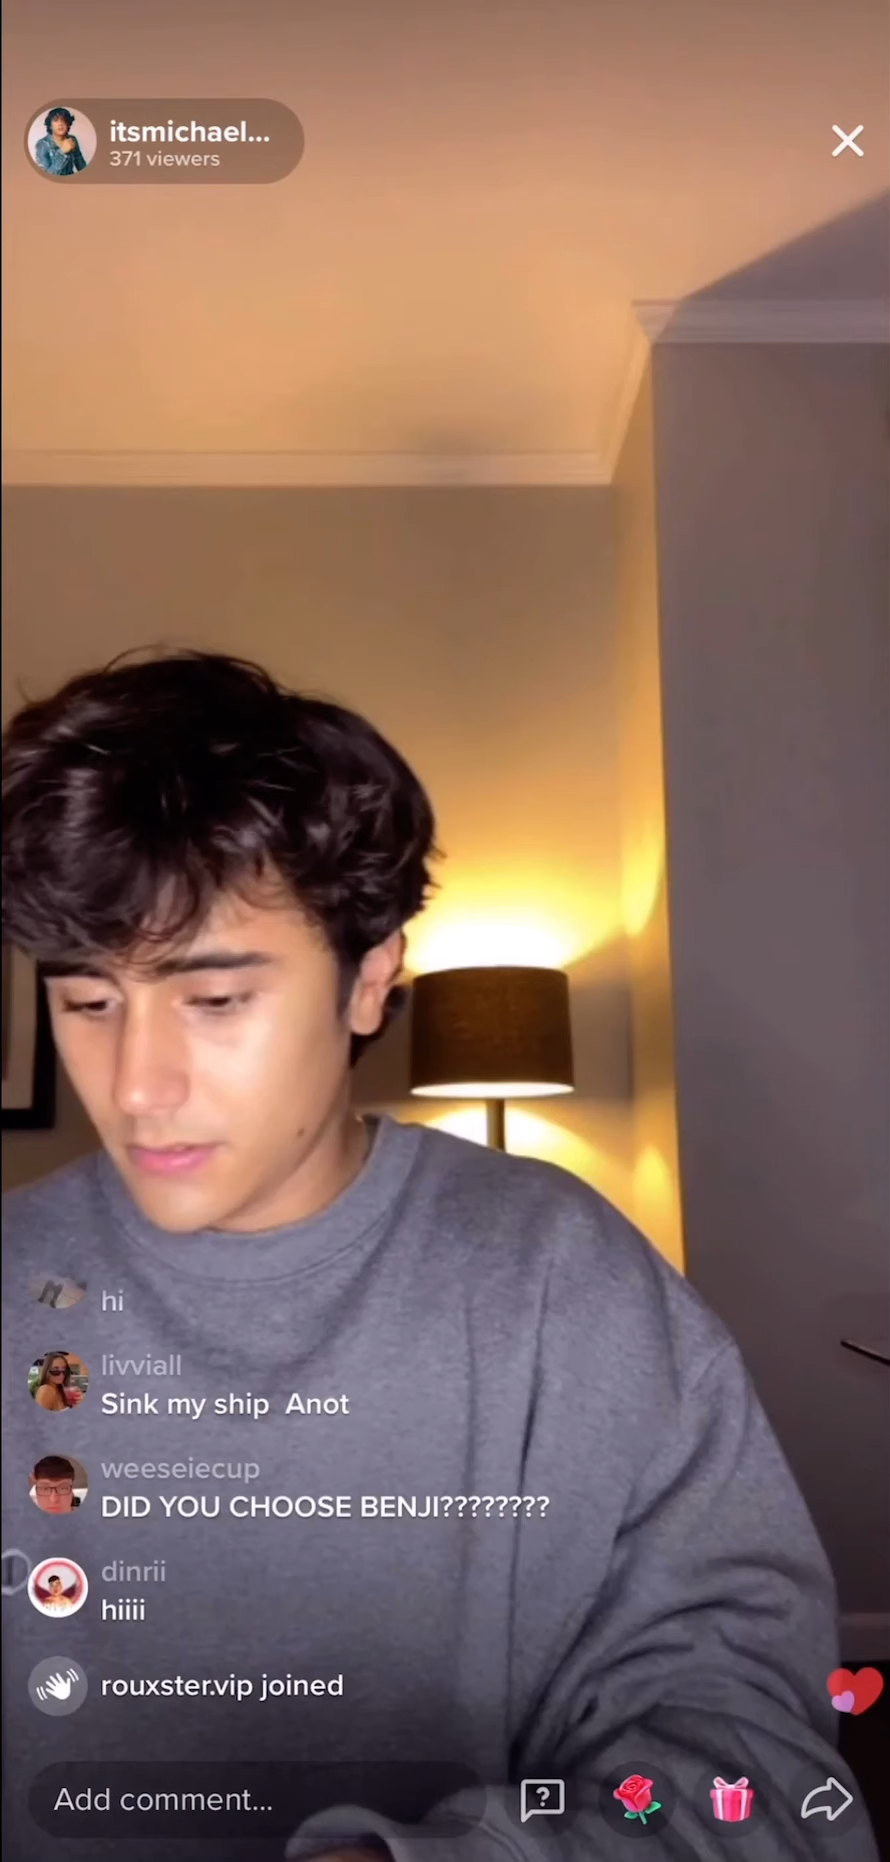 itsmichael...
371 viewers
hi
livviall
Sink my ship  Anot
weeseiecup
DID YOU CHOOSE BENJI????????
dinrii
hiiii
rouxster.vip joined
Add comment...